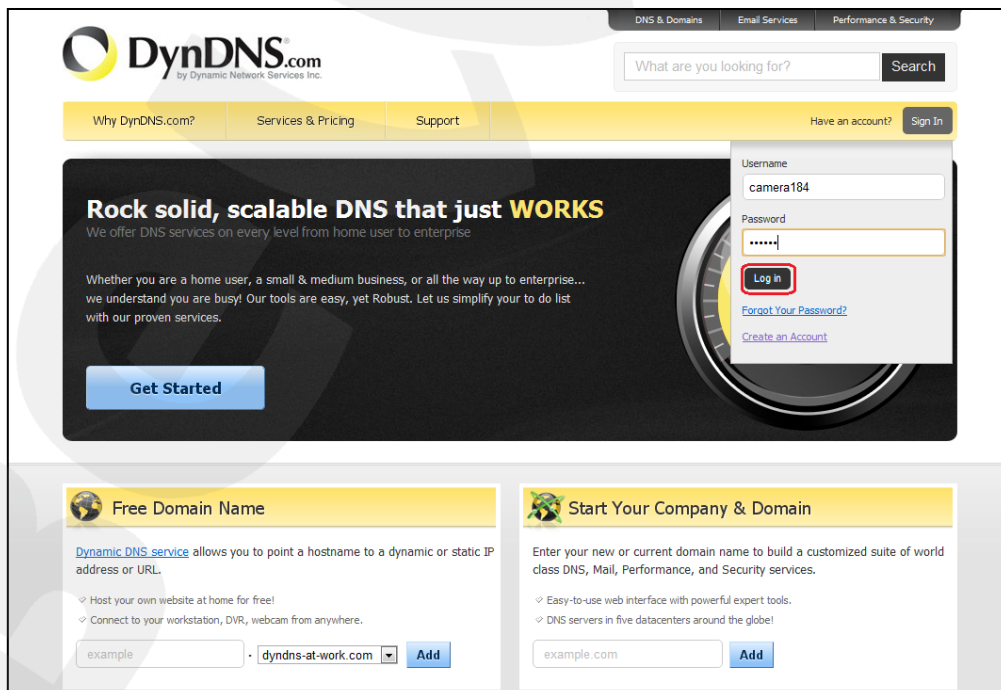 DNS & Domains Email Services Performance & Security
DynDNS.com
by Dynamic Network Services Inc.
What are you looking for? Search
Why DynDNS.com? Services & Pricing Support Have an account? Sign In
Username
camera184
Password
••••••
Log in
Forgot Your Password?
Create an Account
Rock solid, scalable DNS that just WORKS
We offer DNS services on every level from home user to enterprise
Whether you are a home user, a small & medium business, or all the way up to enterprise...
we understand you are busy! Our tools are easy, yet Robust. Let us simplify your to do list
with our proven services.
Get Started
Free Domain Name
Dynamic DNS service allows you to point a hostname to a dynamic or static IP
address or URL.
Host your own website at home for free!
Connect to your workstation, DVR, webcam from anywhere.
example . dyndns-at-work.com Add
Start Your Company & Domain
Enter your new or current domain name to build a customized suite of world
class DNS, Mail, Performance, and Security services.
Easy-to-use web interface with powerful expert tools.
DNS servers in five datacenters around the globe!
example.com Add